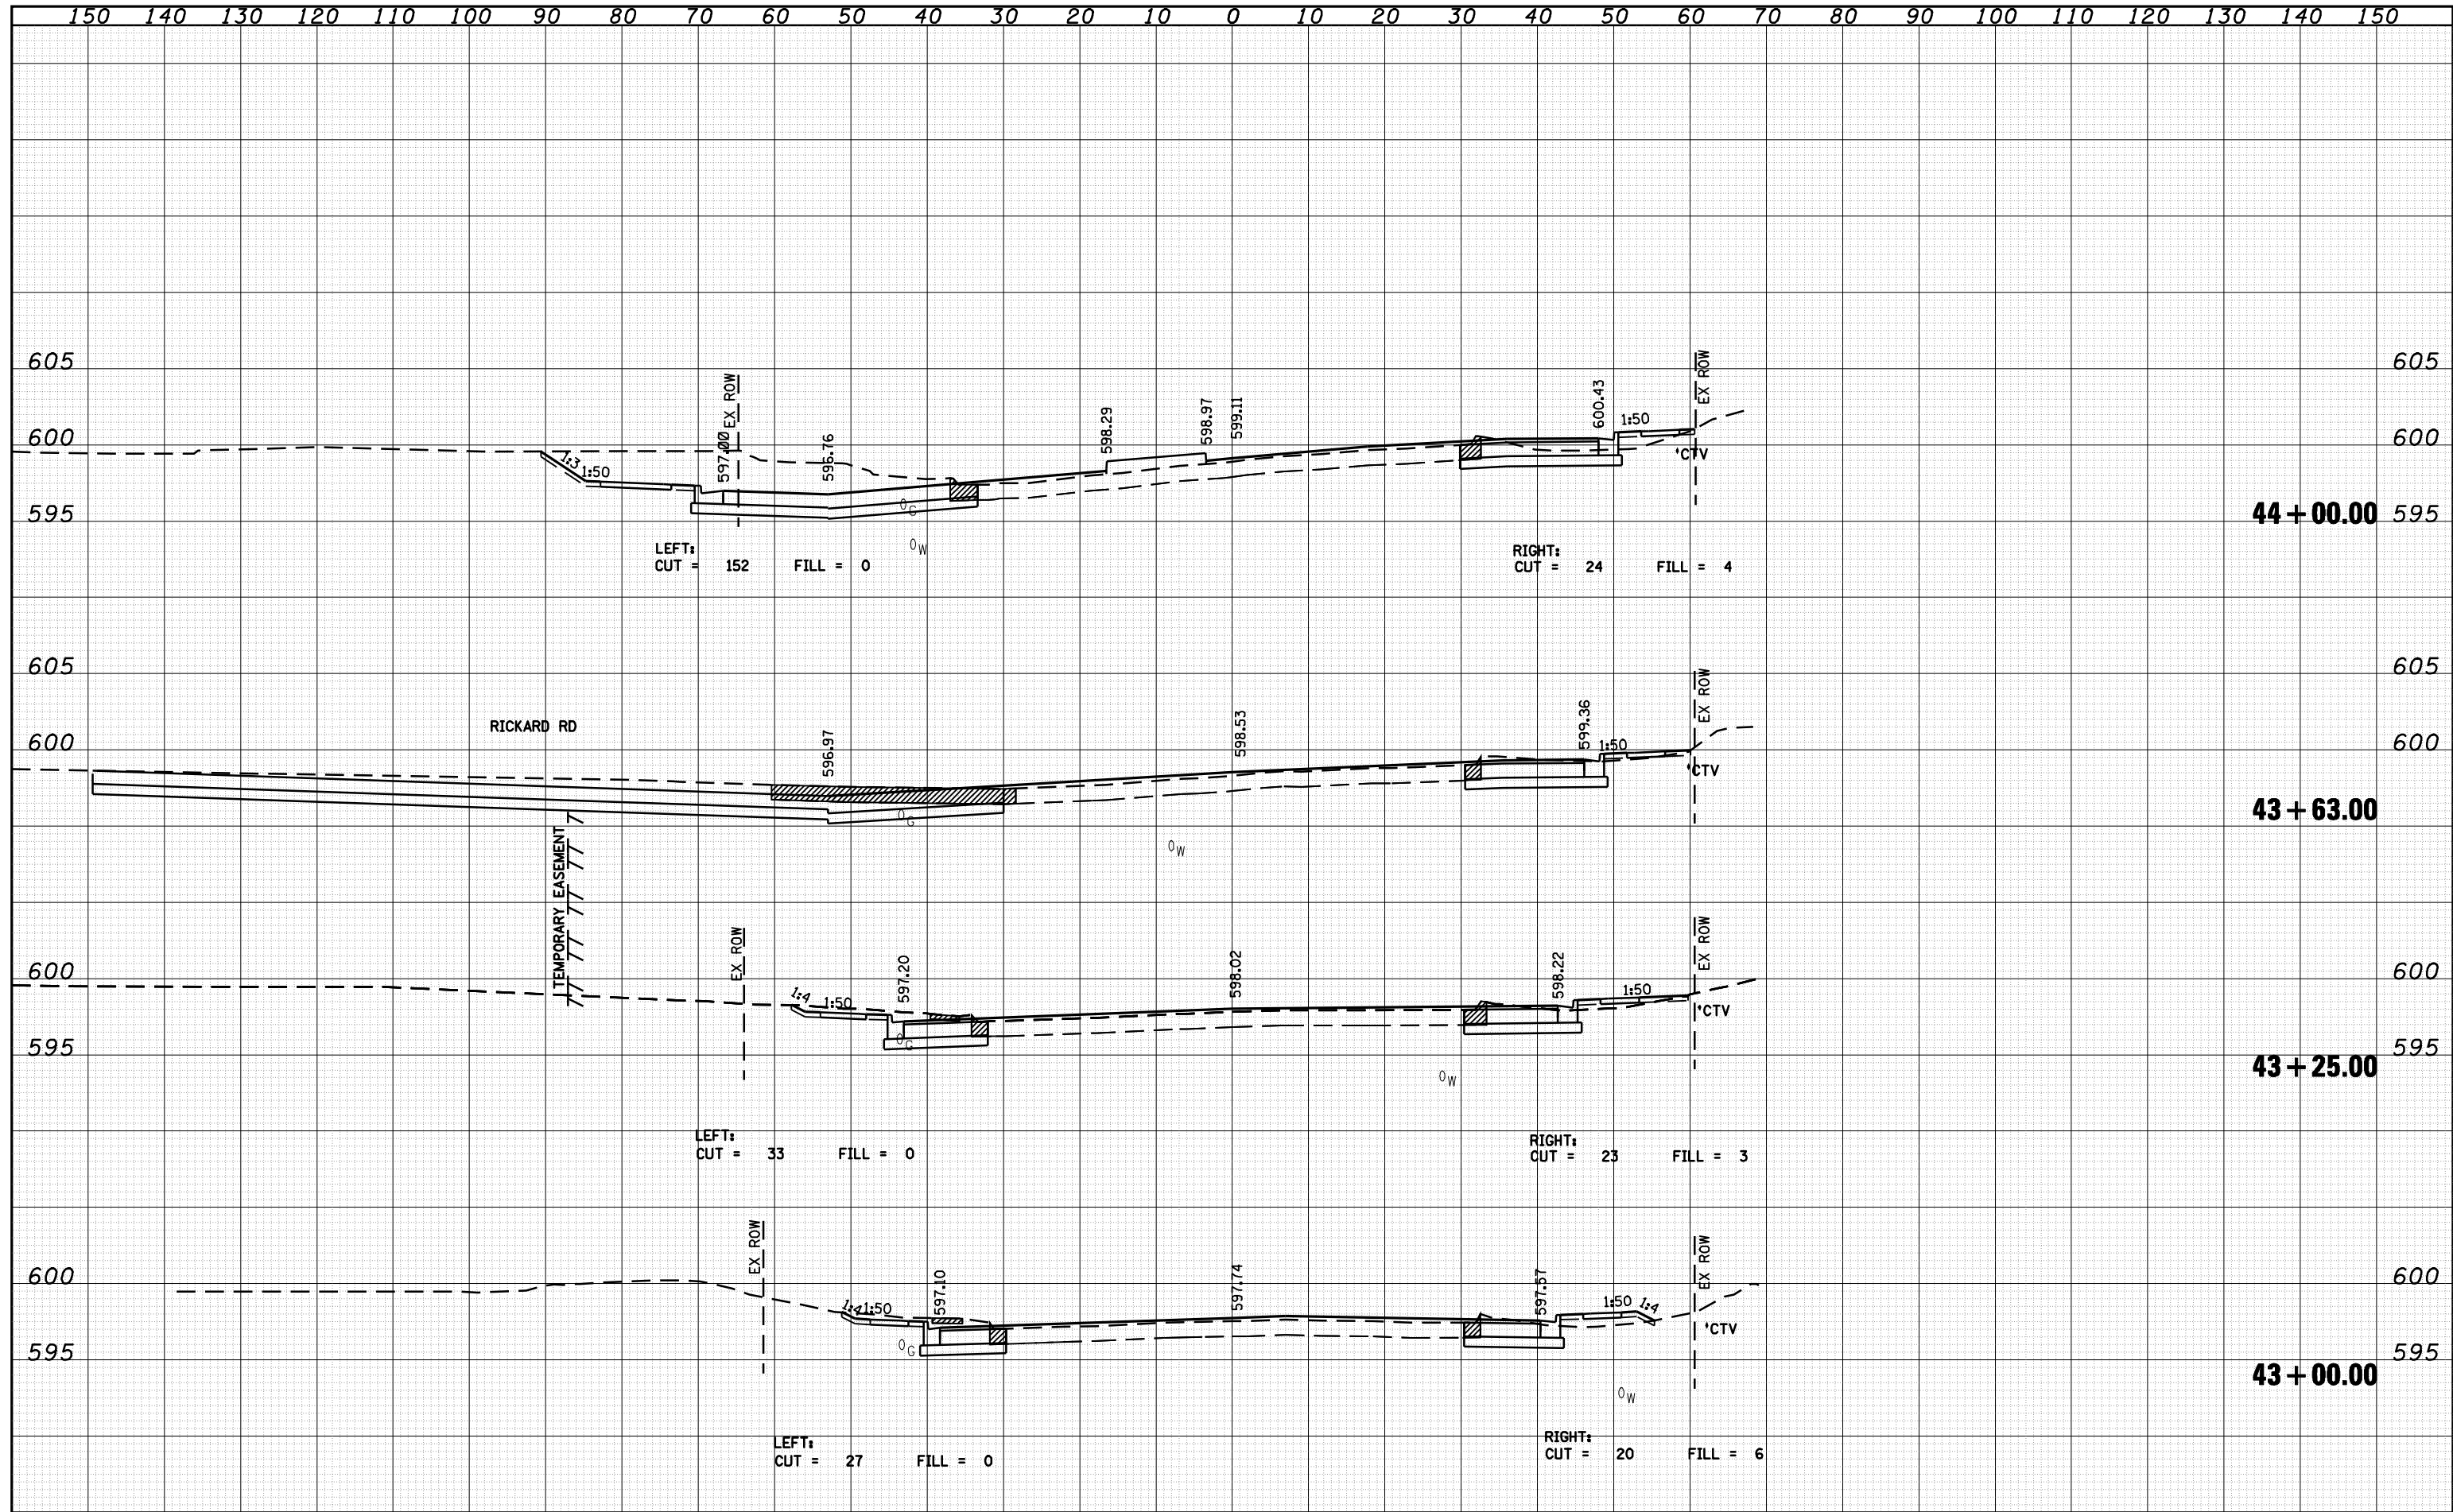 150 140 130 120 110 100 90 80 70 60 50 40 30 20 10 0 10 20 30 40 50 60 70 80 90 100 110 120 130 140 150
605 EX ROW EX ROW 605
600 1:3 1:50 597.00 596.76 598.29 598.97 599.11 600.43 1:50 600
CTV
595 G 44+00.00 595
W
LEFT: RIGHT:
CUT = 152 FILL = 0 CUT = 24 FILL = 4
605 EX ROW 605
RICKARD RD
600 596.97 598.53 599.36 1:50 600
CTV
G 43+63.00
W
TEMPORARY EASEMENT
EX ROW EX ROW
600 1:4 1:50 597.20 598.02 598.22 1:50 600
CTV
595 G 595
W 43+25.00
LEFT: RIGHT:
CUT = 33 FILL = 0 CUT = 23 FILL = 3
EX ROW EX ROW
600 1:4 1:50 597.10 597.74 597.57 1:50 1:4 600
CTV
595 G 595
43+00.00
W
LEFT: RIGHT:
CUT = 27 FILL = 0 CUT = 20 FILL = 6